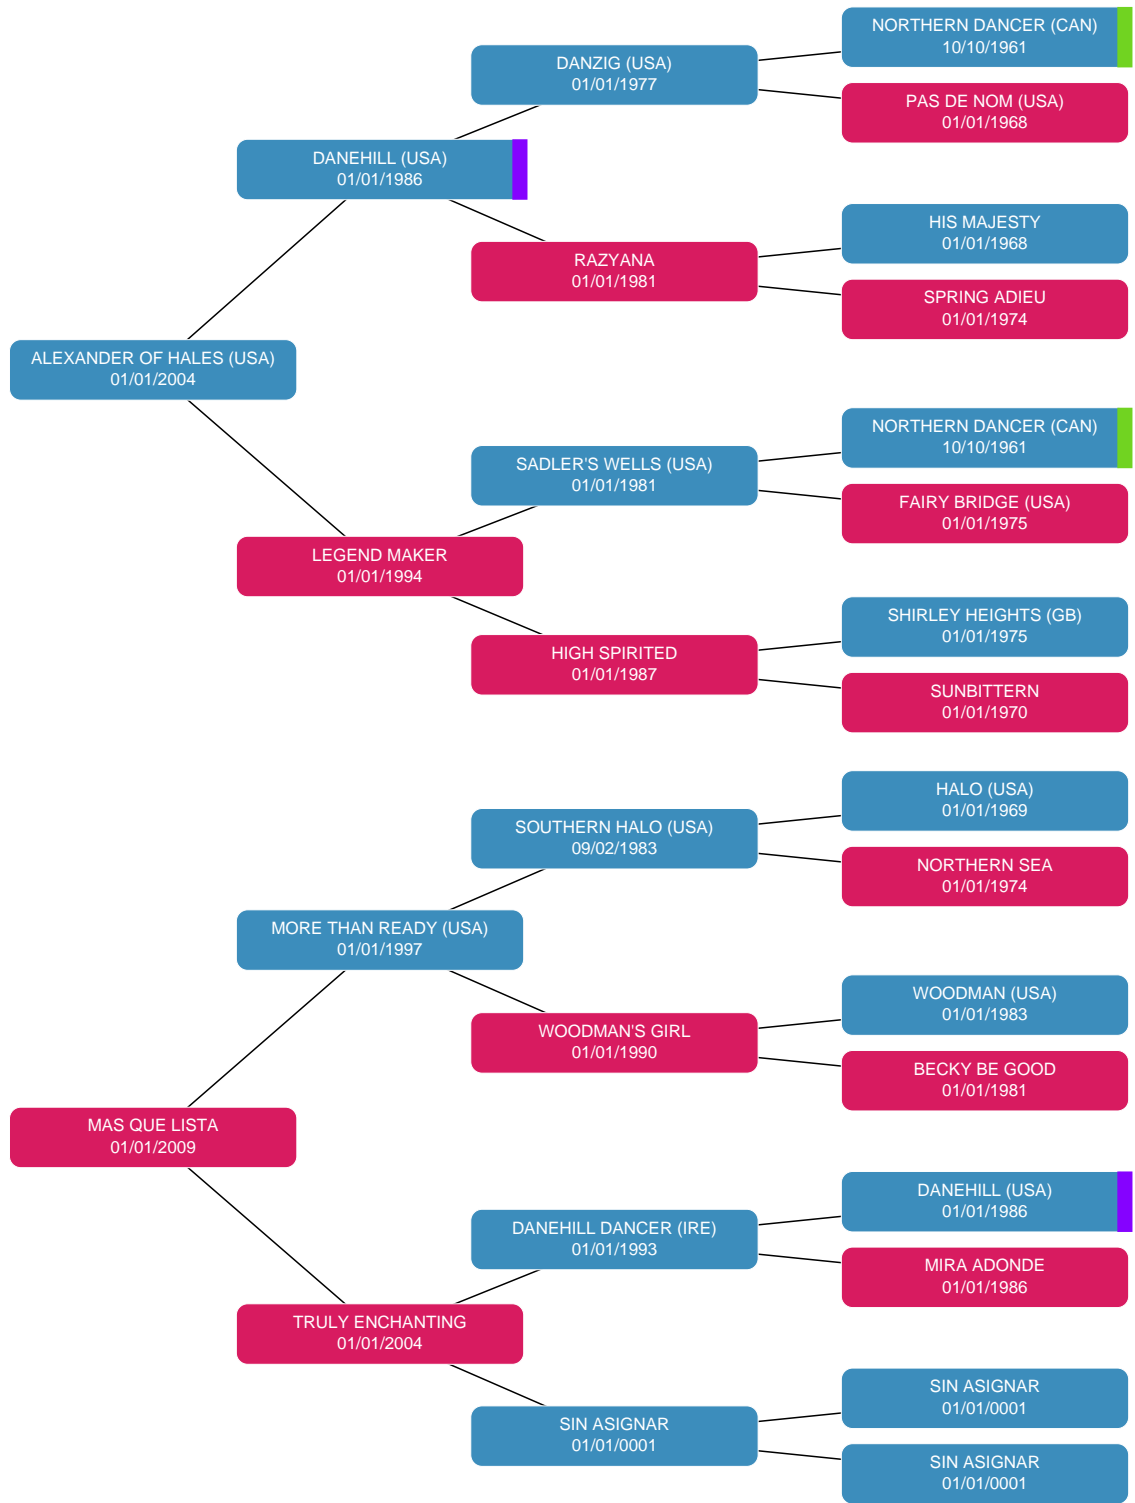 NORTHERN DANCER (CAN)
10/10/1961
DANZIG (USA)
01/01/1977
PAS DE NOM (USA)
01/01/1968
DANEHILL (USA)
01/01/1986
HIS MAJESTY
01/01/1968
RAZYANA
01/01/1981
SPRING ADIEU
01/01/1974
ALEXANDER OF HALES (USA)
01/01/2004
NORTHERN DANCER (CAN)
10/10/1961
SADLER'S WELLS (USA)
01/01/1981
FAIRY BRIDGE (USA)
01/01/1975
LEGEND MAKER
01/01/1994
SHIRLEY HEIGHTS (GB)
01/01/1975
HIGH SPIRITED
01/01/1987
SUNBITTERN
01/01/1970
HALO (USA)
01/01/1969
SOUTHERN HALO (USA)
09/02/1983
NORTHERN SEA
01/01/1974
MORE THAN READY (USA)
01/01/1997
WOODMAN (USA)
01/01/1983
WOODMAN'S GIRL
01/01/1990
BECKY BE GOOD
01/01/1981
MAS QUE LISTA
01/01/2009
DANEHILL (USA)
01/01/1986
DANEHILL DANCER (IRE)
01/01/1993
MIRA ADONDE
01/01/1986
TRULY ENCHANTING
01/01/2004
SIN ASIGNAR
01/01/0001
SIN ASIGNAR
01/01/0001
SIN ASIGNAR
01/01/0001